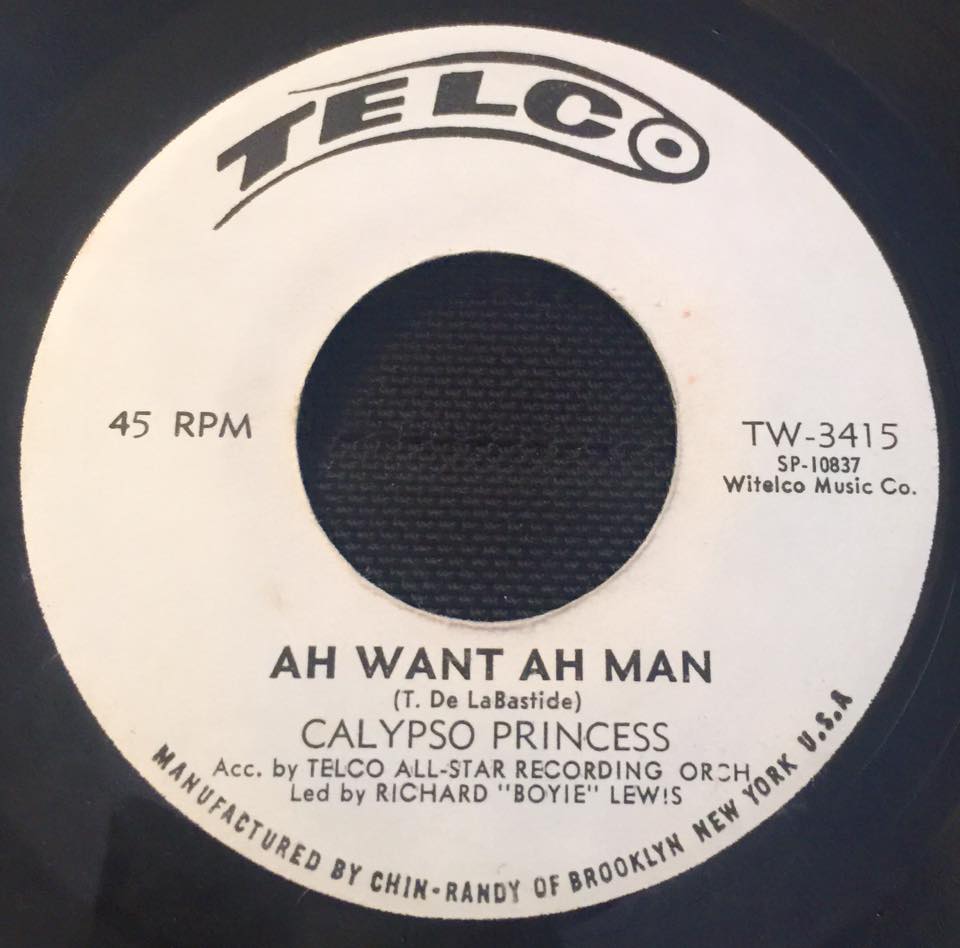 TELCO
45 RPM
TW-3415
SP-10837
Witelco Music Co.
AH WANT AH MAN
(T. De LaBastide)
CALYPSO PRINCESS
Acc. by TELCO ALL-STAR RECORDING ORCH.
Led by RICHARD "BOYIE" LEWIS
MANUFACTURED BY CHIN-RANDY OF BROOKLYN NEW YORK U.S.A